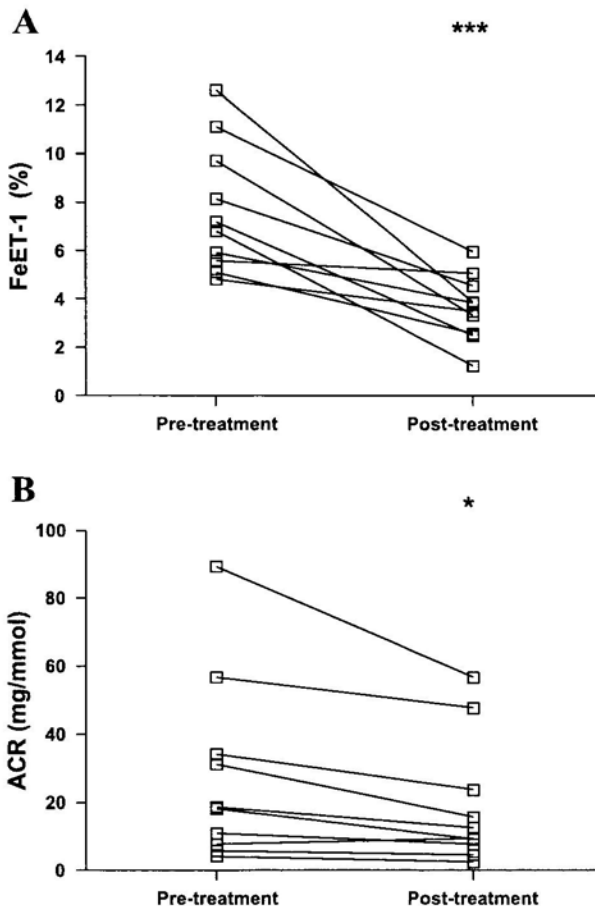 A
***
14
12
10
8
6
4
2
0
FeET-1 (%)
Pre-treatment Post-treatment
B
*
100
80
60
40
20
0
ACR (mg/mmol)
Pre-treatment Post-treatment